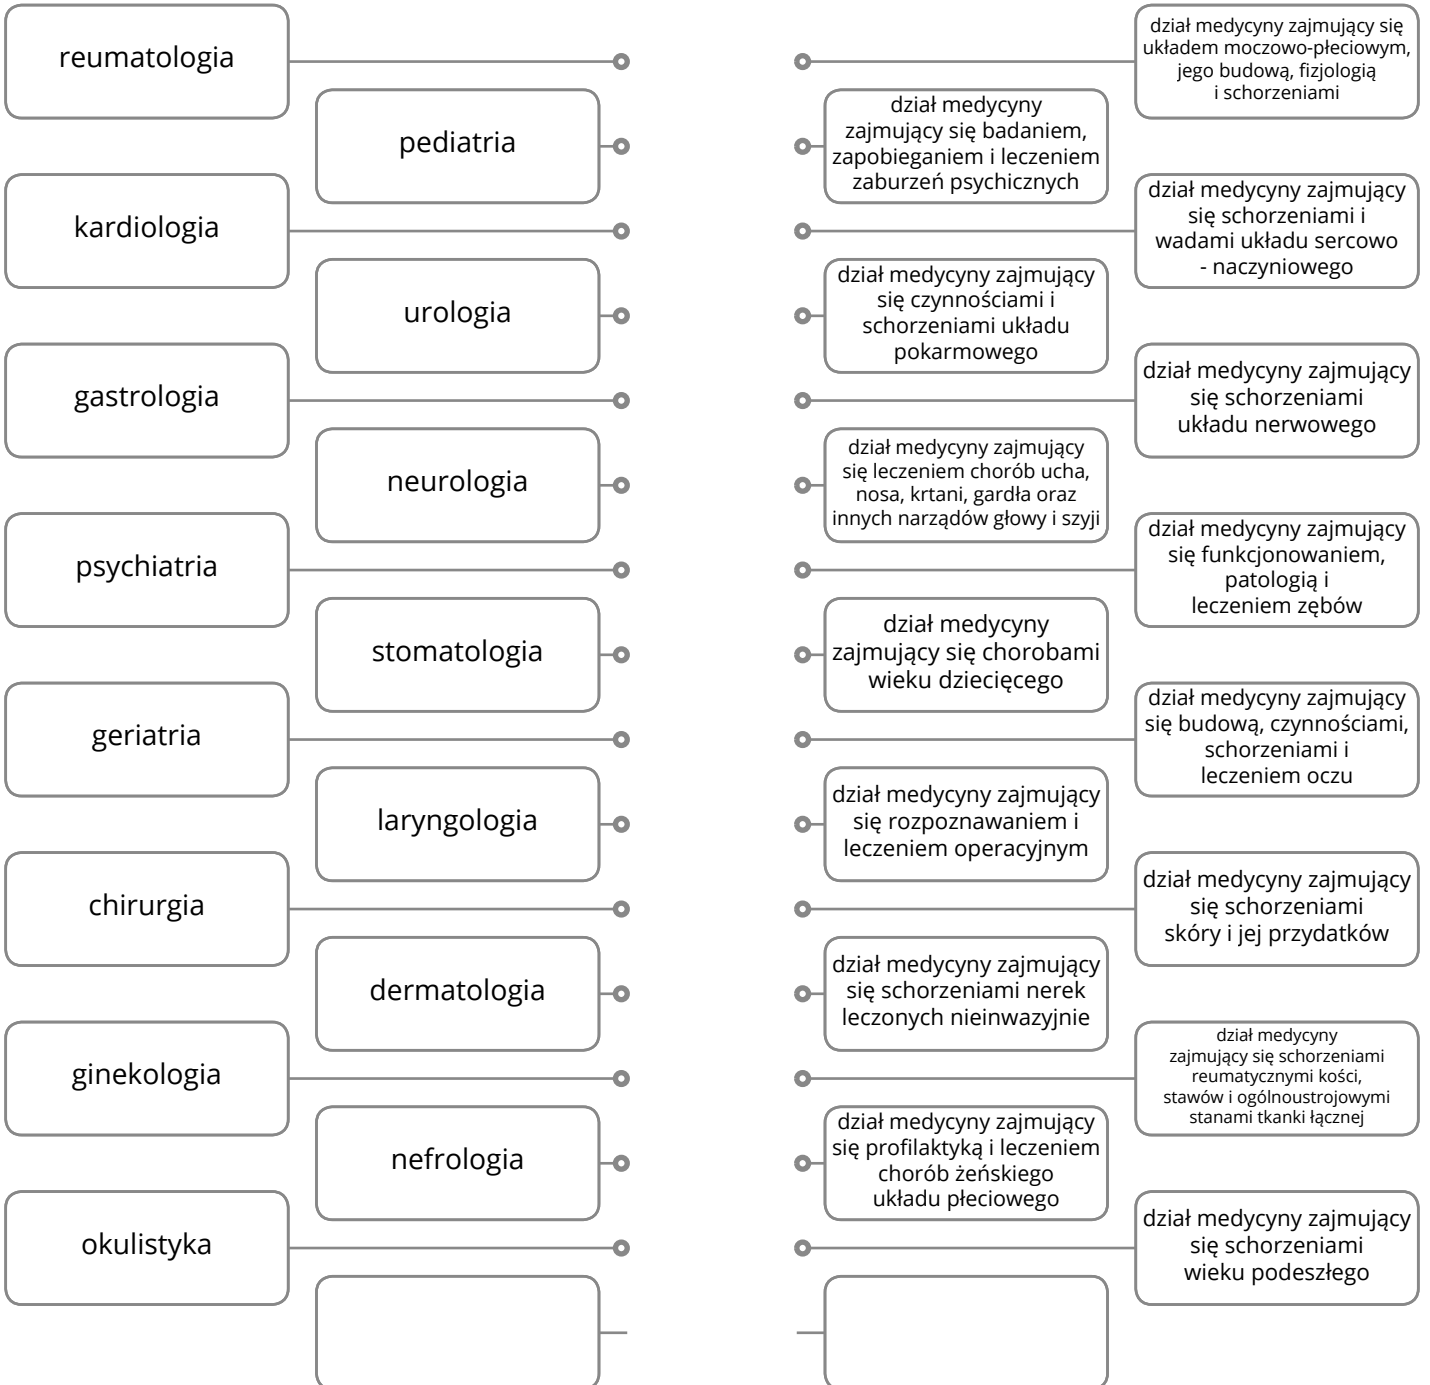 reumatologia
dział medycyny zajmujący się
układem moczowo-płeciowym,
jego budową, fizjologią
i schorzeniami
pediatria
dział medycyny
zajmujący się badaniem,
zapobieganiem i leczeniem
zaburzeń psychicznych
kardiologia
dział medycyny zajmujący
się schorzeniami i
wadami układu sercowo
- naczyniowego
urologia
dział medycyny zajmujący
się czynnościami i
schorzeniami układu
pokarmowego
gastrologia
dział medycyny zajmujący
się schorzeniami
układu nerwowego
neurologia
dział medycyny zajmujący
się leczeniem chorób ucha,
nosa, krtani, gardła oraz
innych narządów głowy i szyji
psychiatria
dział medycyny zajmujący
się funkcjonowaniem,
patologią i
leczeniem zębów
stomatologia
dział medycyny
zajmujący się chorobami
wieku dziecięcego
geriatria
dział medycyny zajmujący
się budową, czynnościami,
schorzeniami i
leczeniem oczu
laryngologia
dział medycyny zajmujący
się rozpoznawaniem i
leczeniem operacyjnym
chirurgia
dział medycyny zajmujący
się schorzeniami
skóry i jej przydatków
dermatologia
dział medycyny zajmujący
się schorzeniami nerek
leczonych nieinwazyjnie
ginekologia
dział medycyny
zajmujący się schorzeniami
reumatycznymi kości,
stawów i ogólnoustrojowymi
stanami tkanki łącznej
nefrologia
dział medycyny zajmujący
się profilaktyką i leczeniem
chorób żeńskiego
układu płeciowego
okulistyka
dział medycyny zajmujący
się schorzeniami
wieku podeszłego